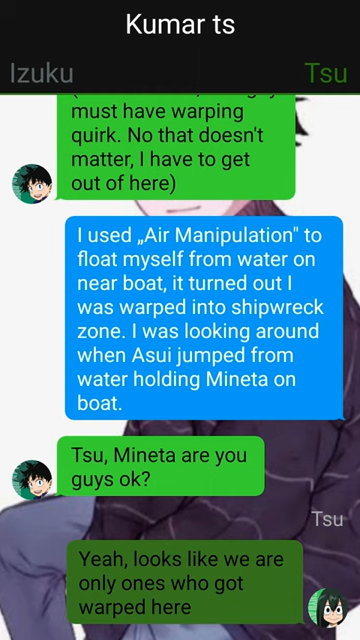 Kumar ts
Izuku
Tsu
must have warping
quirk. No that doesn't
matter, I have to get
out of here)
I used „Air Manipulation" to
float myself from water on
near boat, it turned out I
was warped into shipwreck
zone. I was looking around
when Asui jumped from
water holding Mineta on
boat.
Tsu, Mineta are you
guys ok?
Tsu
Yeah, looks like we are
only ones who got
warped here